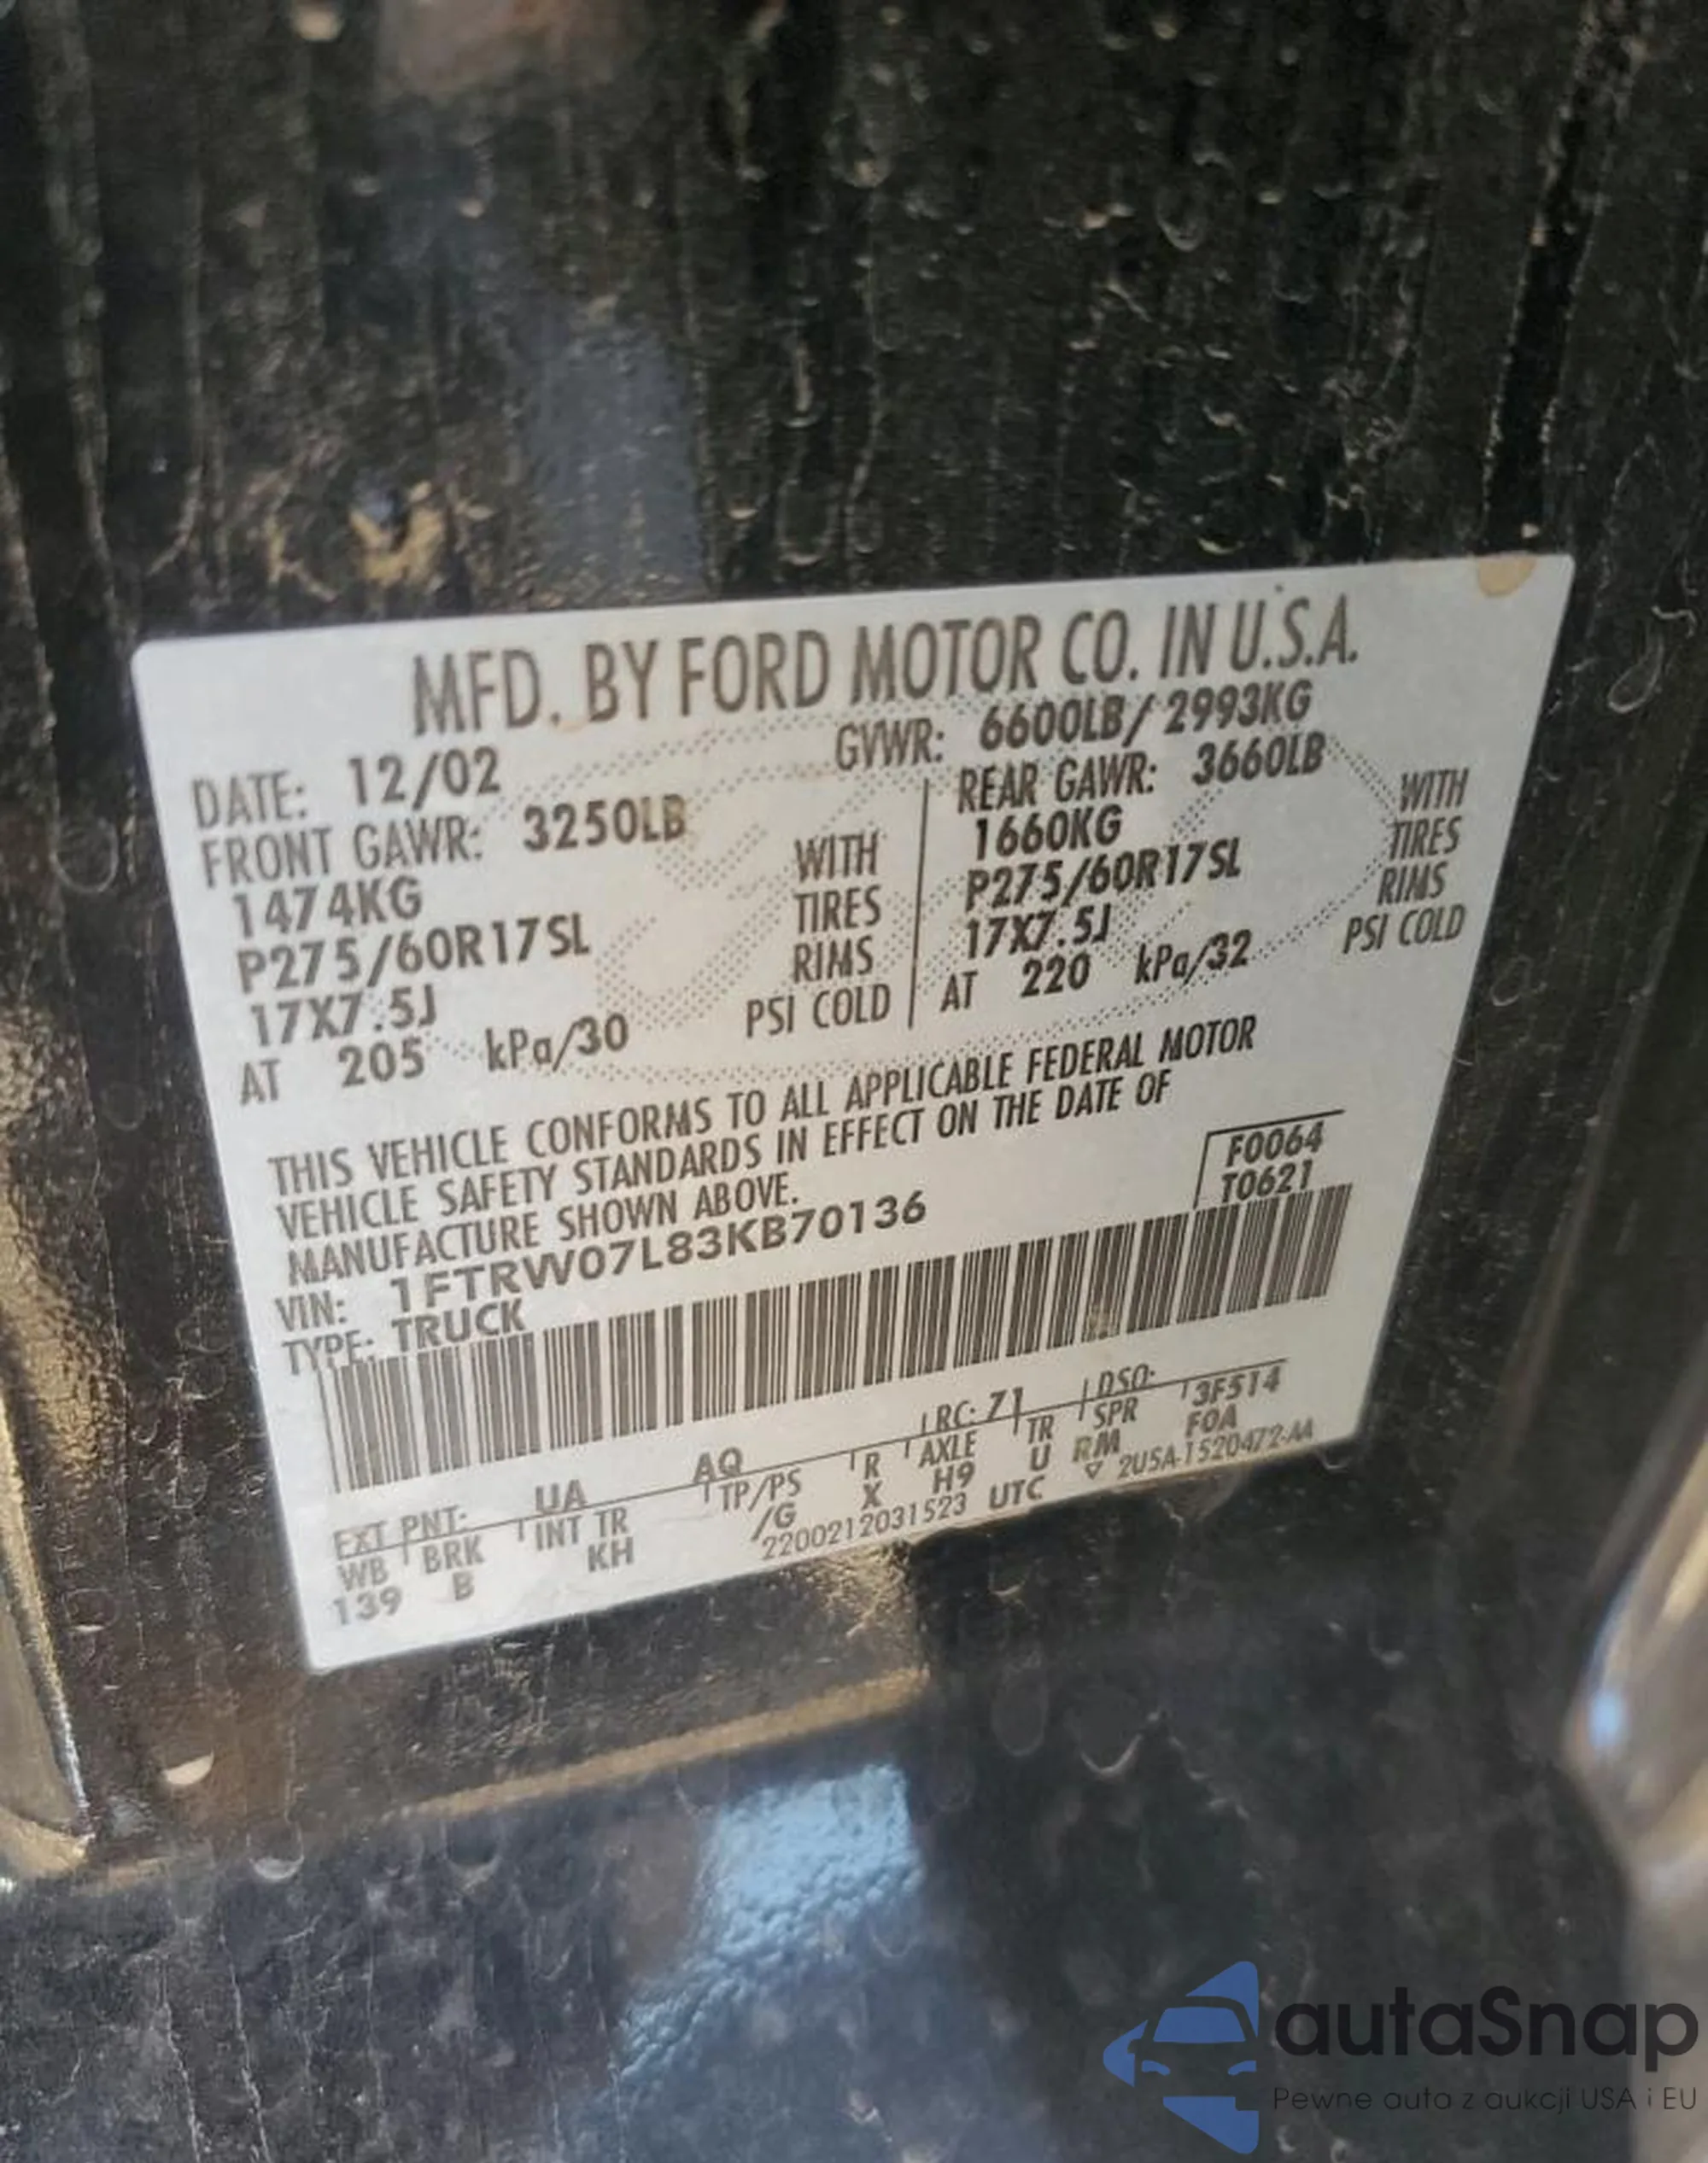 MFD. BY FORD MOTOR CO. IN U.S.A.
DATE: 12/02 GVWR: 6600LB/2993KG
FRONT GAWR: 3250LB
1474KG WITH
P275/60R17SL TIRES
17X7.5J RIMS
AT 205 kPa/30 PSI COLD
REAR GAWR: 3660LB
1660KG WITH
P275/60R17SL TIRES
17X7.5J RIMS
AT 220 kPa/32 PSI COLD
THIS VEHICLE CONFORMS TO ALL APPLICABLE FEDERAL MOTOR
VEHICLE SAFETY STANDARDS IN EFFECT ON THE DATE OF
MANUFACTURE SHOWN ABOVE.
VIN: 1FTRW07L83KB70136
TYPE: TRUCK
F0064
T0621
EXT PNT: UA AQ RC: 71 DSO: 3F514
WB BRK INT TR TP/PS R AXLE TR SPR F0A
139 B KH /G X H9 U RM
2200212031523 UTC ▽ 2U5A-1520472-AA
autaSnap
Pewne auta z aukcji USA i EU